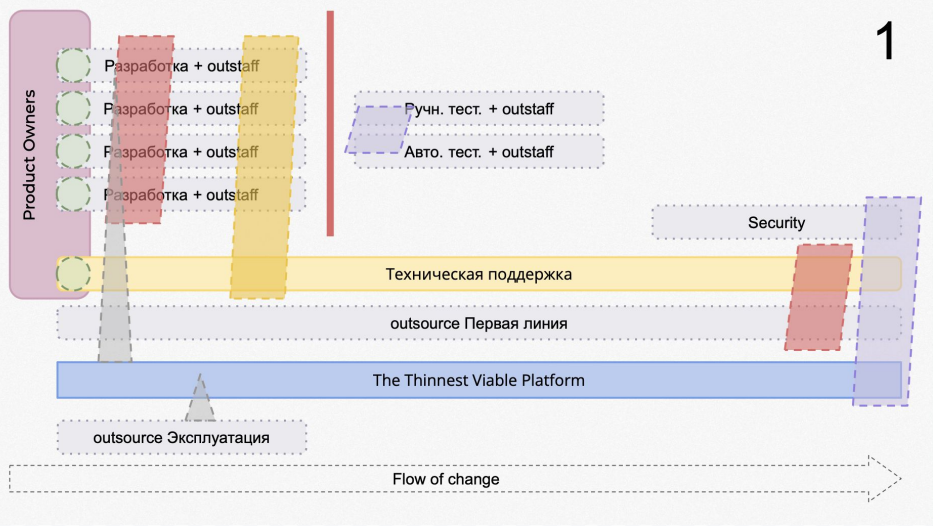 1
Product Owners
Разработка + outstaff
Разработка + outstaff
Ручн. тест. + outstaff
Разработка + outstaff
Авто. тест. + outstaff
Разработка + outstaff
Security
Техническая поддержка
outsource Первая линия
The Thinnest Viable Platform
outsource Эксплуатация
Flow of change